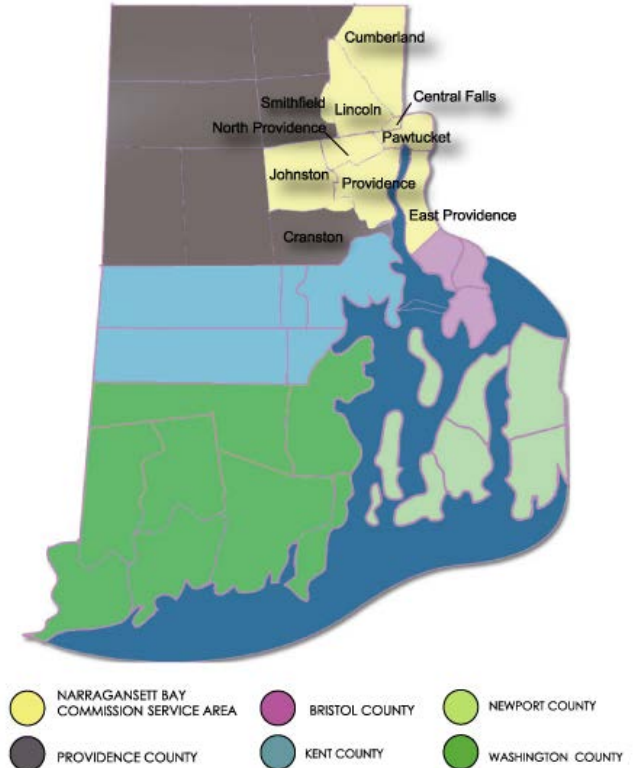 Cumberland
Central Falls
Smithfield
Lincoln
North Providence
Pawtucket
Johnston
Providence
East Providence
Cranston
NARRAGANSETT BAY
COMMISSION SERVICE AREA
BRISTOL COUNTY
NEWPORT COUNTY
PROVIDENCE COUNTY
KENT COUNTY
WASHINGTON COUNTY